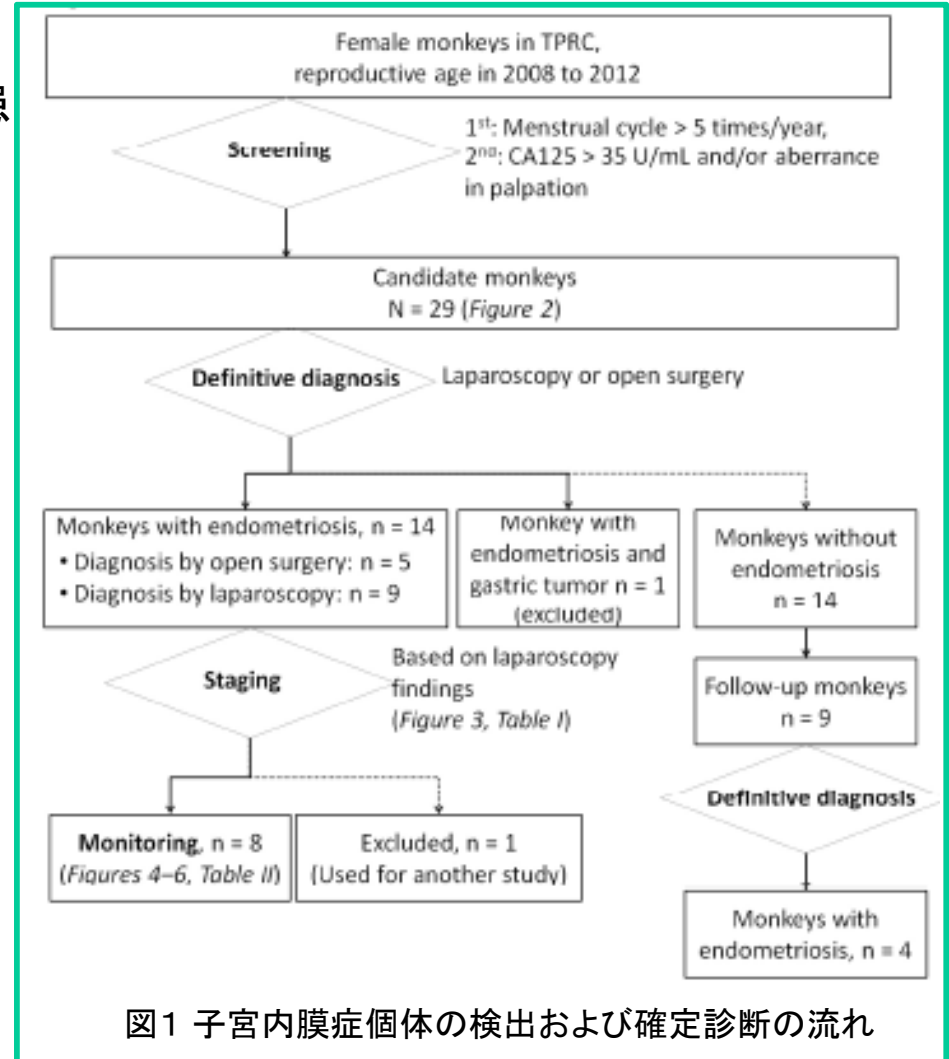 Female monkeys in TPRC,
reproductive age in 2008 to 2012
Screening
1st: Menstrual cycle > 5 times/year,
2nd: CA125 > 35 U/mL and/or aberrance
in palpation
Candidate monkeys
N = 29 (Figure 2)
Definitive diagnosis
Laparoscopy or open surgery
Monkeys with endometriosis, n = 14
• Diagnosis by open surgery: n = 5
• Diagnosis by laparoscopy: n = 9
Monkey with
endometriosis and
gastric tumor n = 1
(excluded)
Monkeys without
endometriosis
n = 14
Staging
Based on laparoscopy
findings
(Figure 3, Table I)
Follow-up monkeys
n = 9
Monitoring, n = 8
(Figures 4–6, Table II)
Excluded, n = 1
(Used for another study)
Definitive diagnosis
Monkeys with
endometriosis, n = 4
図1 子宮内膜症個体の検出および確定診断の流れ